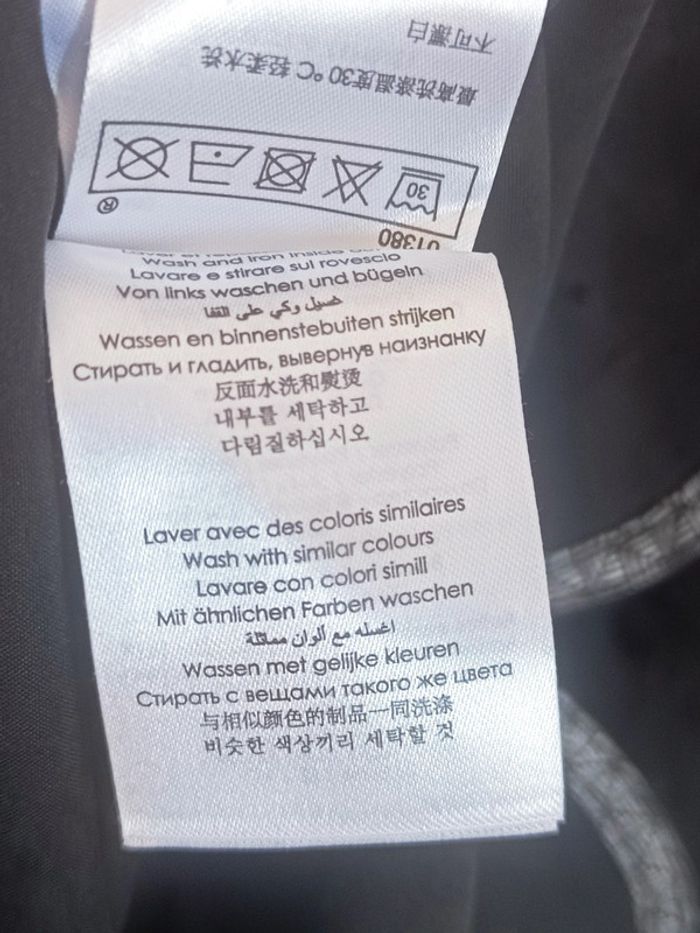 01380
30
®
最高洗涤温度30 °C 轻柔水洗
不可漂白
Wash and Iron inside
Lavare e stirare sul rovescio
Von links waschen und bügeln
غسيل وكي على القفا
Wassen en binnenstebuiten strijken
Стирать и гладить, вывернув наизнанку
反面水洗和熨烫
내부를 세탁하고
다림질하십시오
Laver avec des coloris similaires
Wash with similar colours
Lavare con colori simili
Mit ähnlichen Farben waschen
اغسله مع ألوان مماثلة
Wassen met gelijke kleuren
Стирать с вещами такого же цвета
与相似颜色的制品一同洗涤
비슷한 색상끼리 세탁할 것